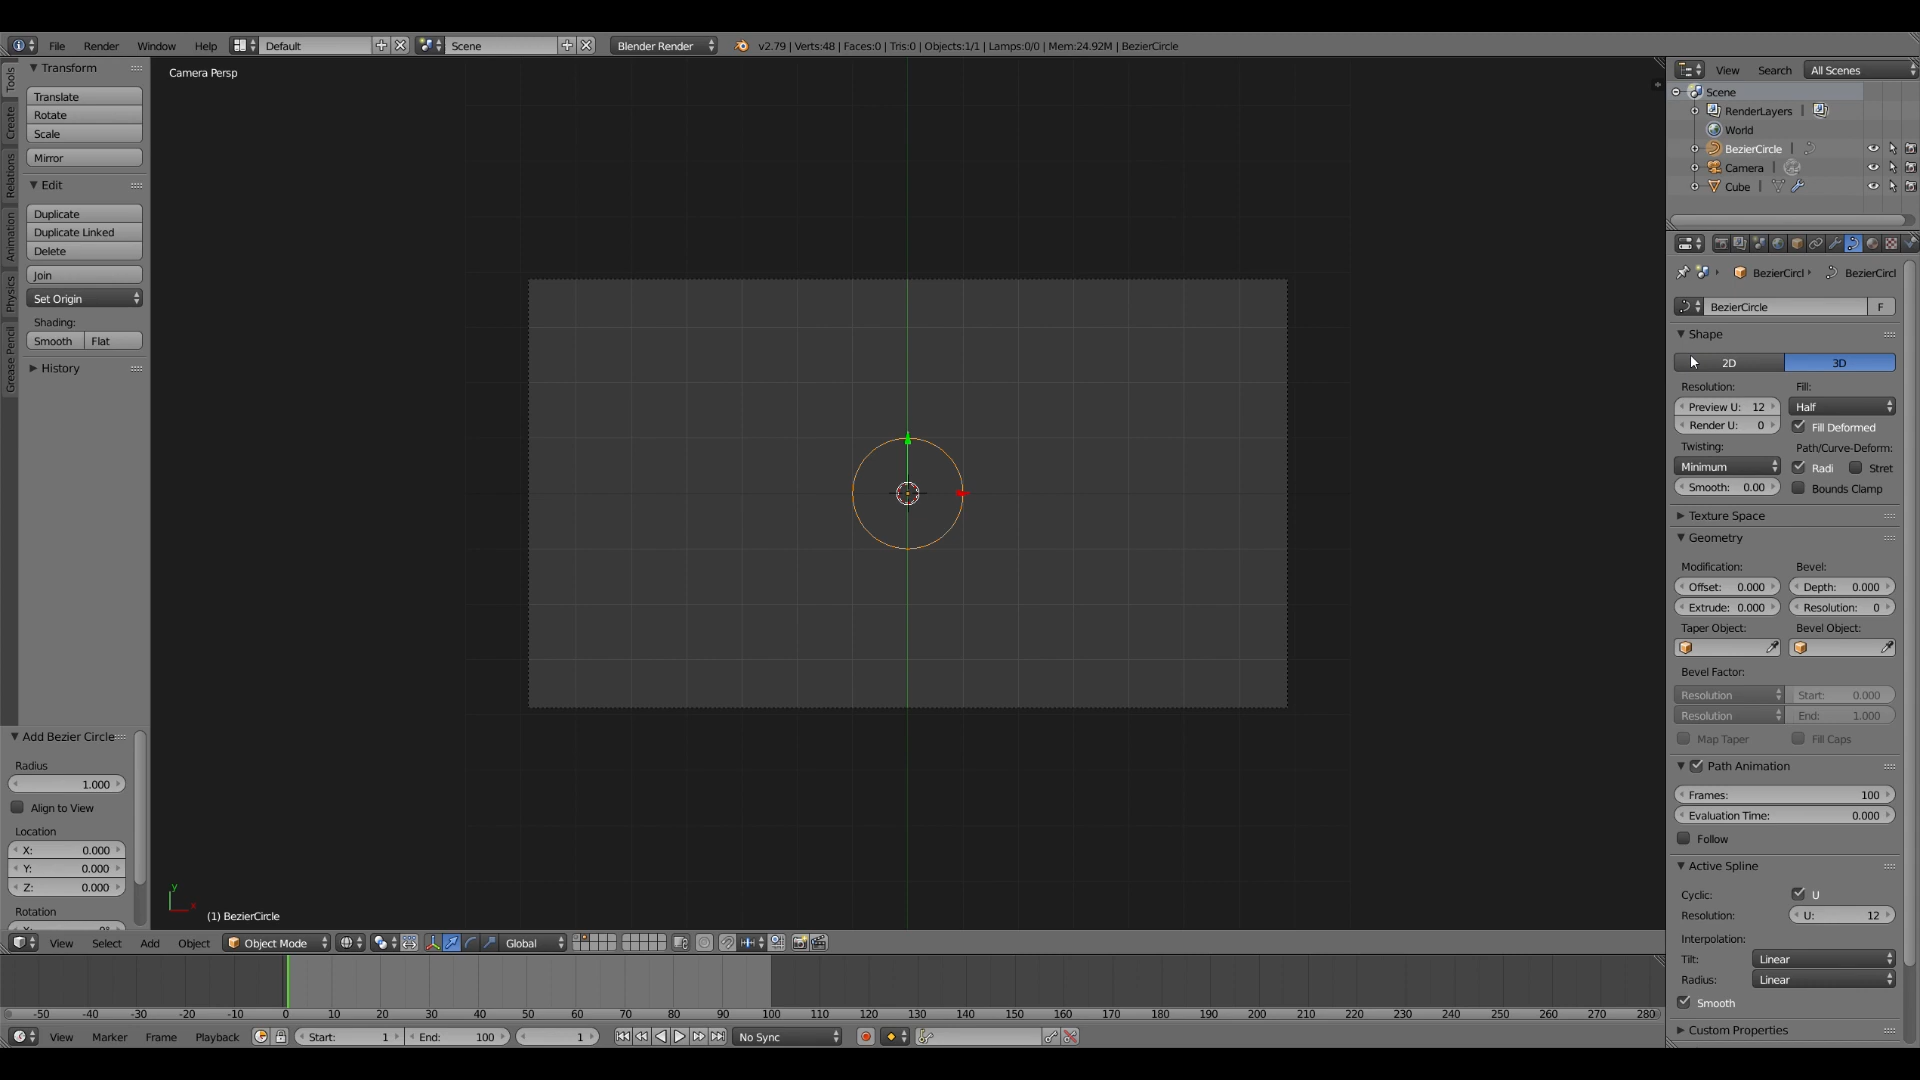 File Render Window Help Default Scene Blender Render v2.79 | Verts:48 | Faces:0 | Tris:0 | Objects:1/1 | Lamps:0/0 | Mem:24.92M | BezierCircle
Tools
Create
Relations
Animation
Physics
Grease Pencil
Transform
Translate
Rotate
Scale
Mirror
Edit
Duplicate
Duplicate Linked
Delete
Join
Set Origin
Shading:
Smooth Flat
History
Add Bezier Circle
Radius
1.000
Align to View
Location
X: 0.000
Y: 0.000
Z: 0.000
Rotation
Camera Persp
y
x
(1) BezierCircle
View Select Add Object Object Mode Global
-50 -40 -30 -20 -10 0 10 20 30 40 50 60 70 80 90 100 110 120 130 140 150 160 170 180 190 200 210 220 230 240 250 260 270 280
View Marker Frame Playback Start: 1 End: 100 1 No Sync
View Search All Scenes
Scene
RenderLayers
World
BezierCircle
Camera
Cube
BezierCircl BezierCircl
BezierCircle F
Shape
2D 3D
Resolution: Fill:
Preview U: 12 Half
Render U: 0 Fill Deformed
Twisting: Path/Curve-Deform:
Minimum Radi Stret
Smooth: 0.00 Bounds Clamp
Texture Space
Geometry
Modification: Bevel:
Offset: 0.000 Depth: 0.000
Extrude: 0.000 Resolution: 0
Taper Object: Bevel Object:
Bevel Factor:
Resolution Start: 0.000
Resolution End: 1.000
Map Taper Fill Caps
Path Animation
Frames: 100
Evaluation Time: 0.000
Follow
Active Spline
Cyclic: U
Resolution: U: 12
Interpolation:
Tilt: Linear
Radius: Linear
Smooth
Custom Properties